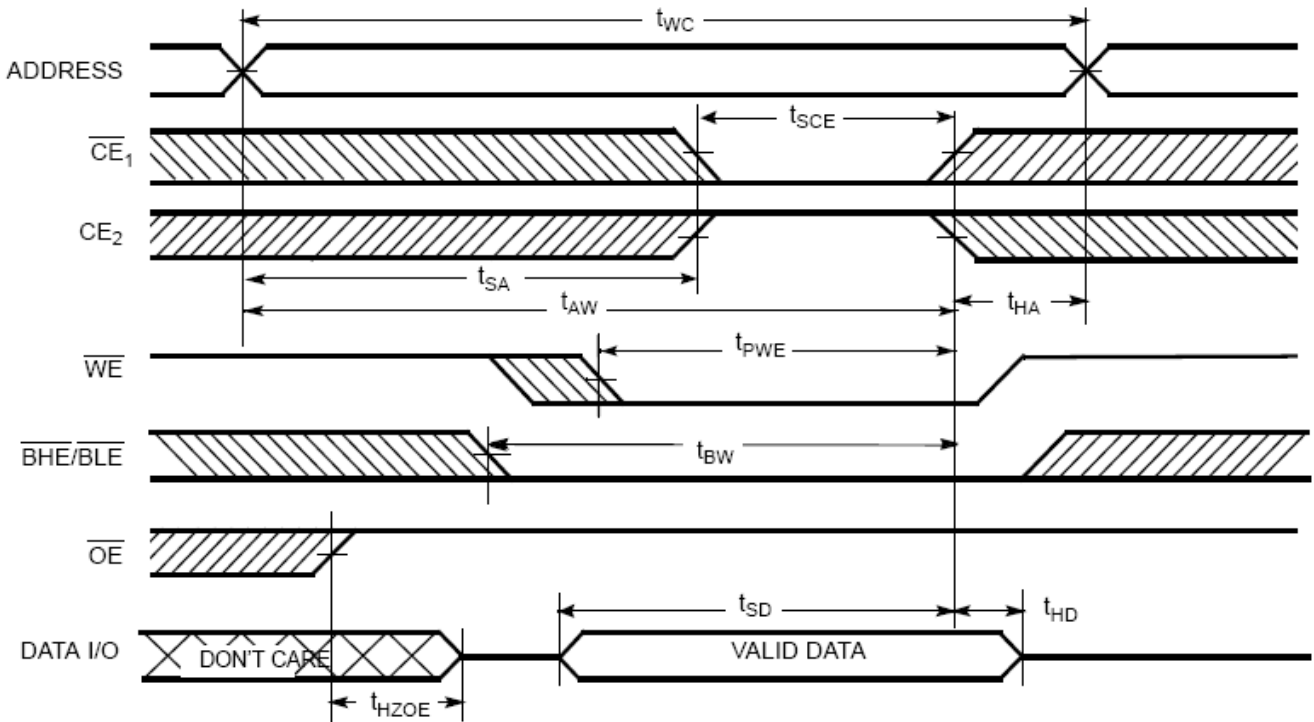 tWC
ADDRESS
tSCE
CE1
CE2
tSA
tAW
tHA
tPWE
WE
BHE/BLE
tBW
OE
tSD
tHD
DATA I/O
DON'T CARE
VALID DATA
tHZOE